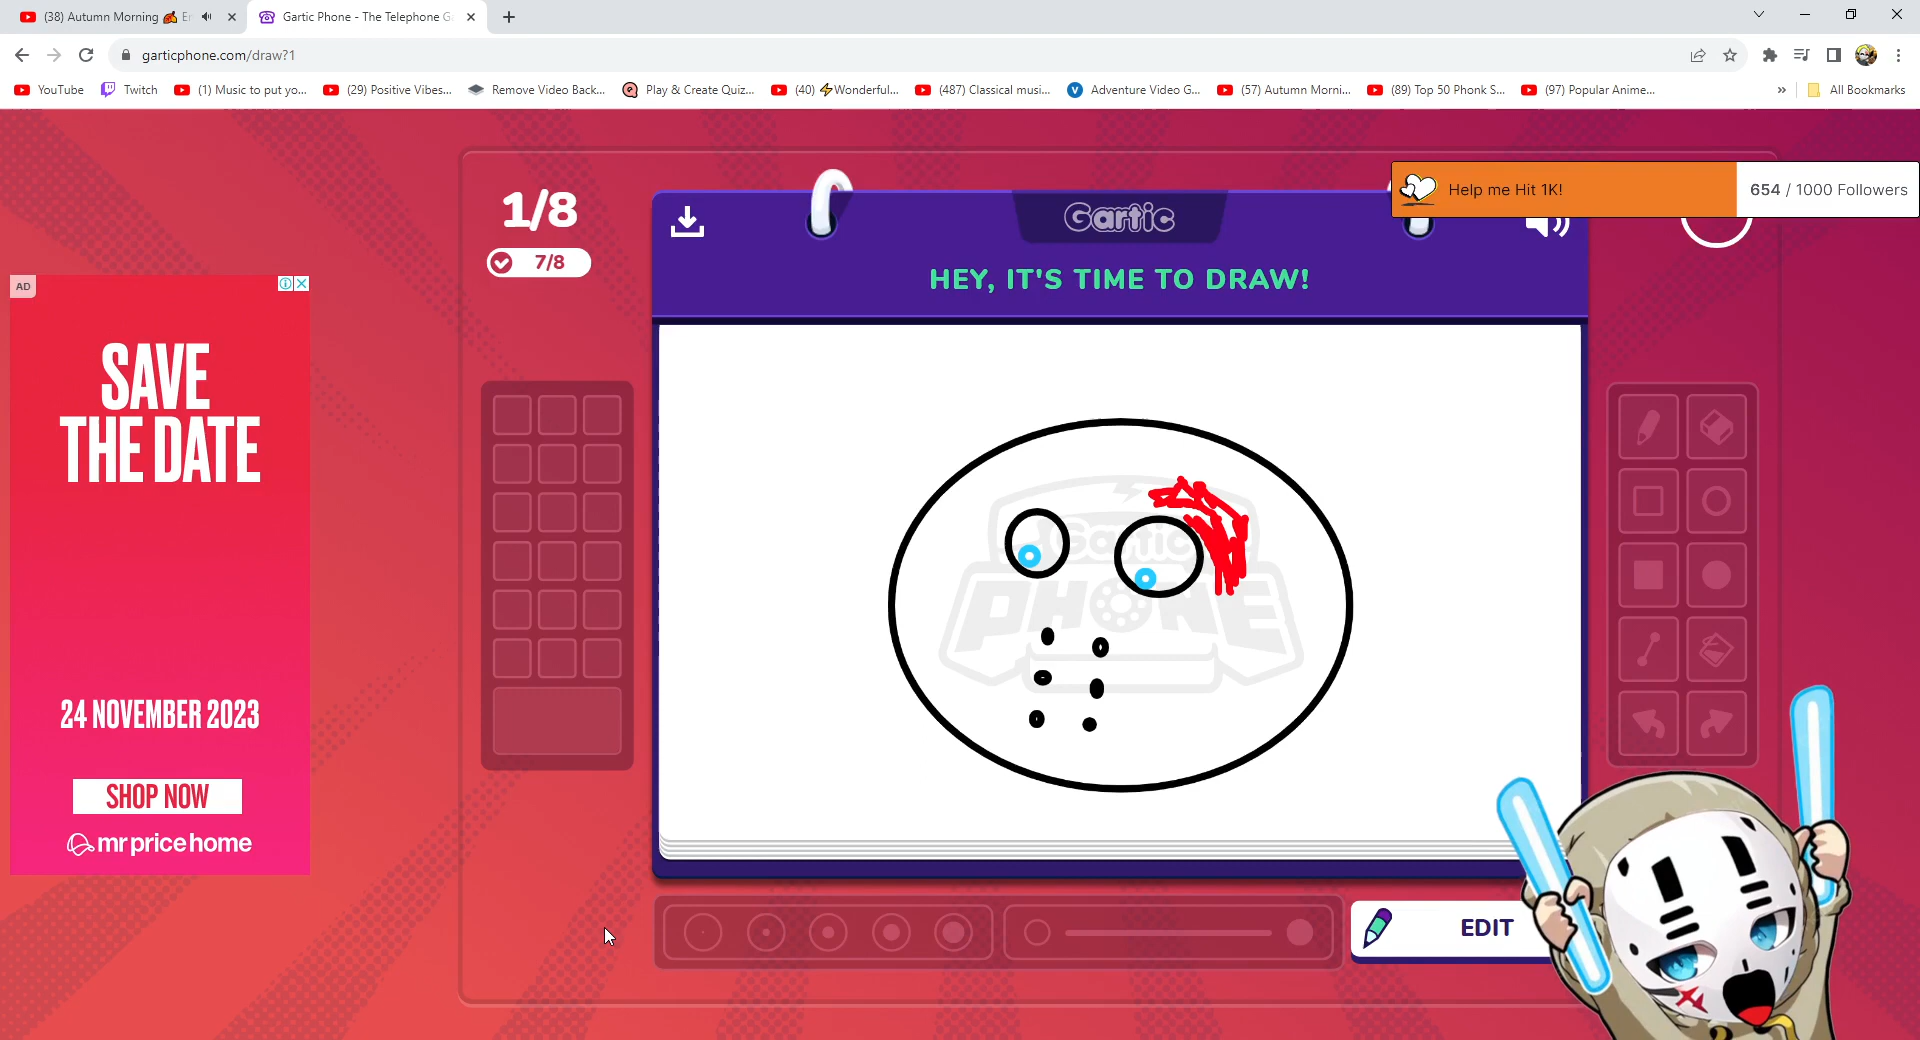 (38) Autumn Morning 🍂 Er
Gartic Phone - The Telephone G
garticphone.com/draw?1
YouTube
Twitch
(1) Music to put yo...
(29) Positive Vibes...
Remove Video Back...
Play & Create Quiz...
(40) ⚡Wonderful...
(487) Classical musi...
Adventure Video G...
(57) Autumn Morni...
(89) Top 50 Phonk S...
(97) Popular Anime...
»
All Bookmarks
1/8
7/8
Gartic
Help me Hit 1K!
654 / 1000 Followers
HEY, IT'S TIME TO DRAW!
AD
SAVE
THE DATE
24 NOVEMBER 2023
SHOP NOW
mr price home
Gartic
PHONE
EDIT